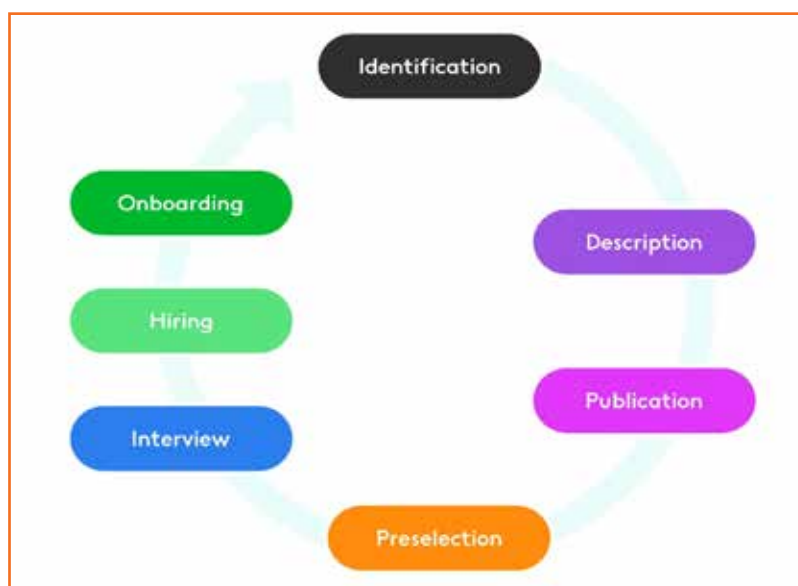 Identification
Description
Publication
Preselection
Interview
Hiring
Onboarding